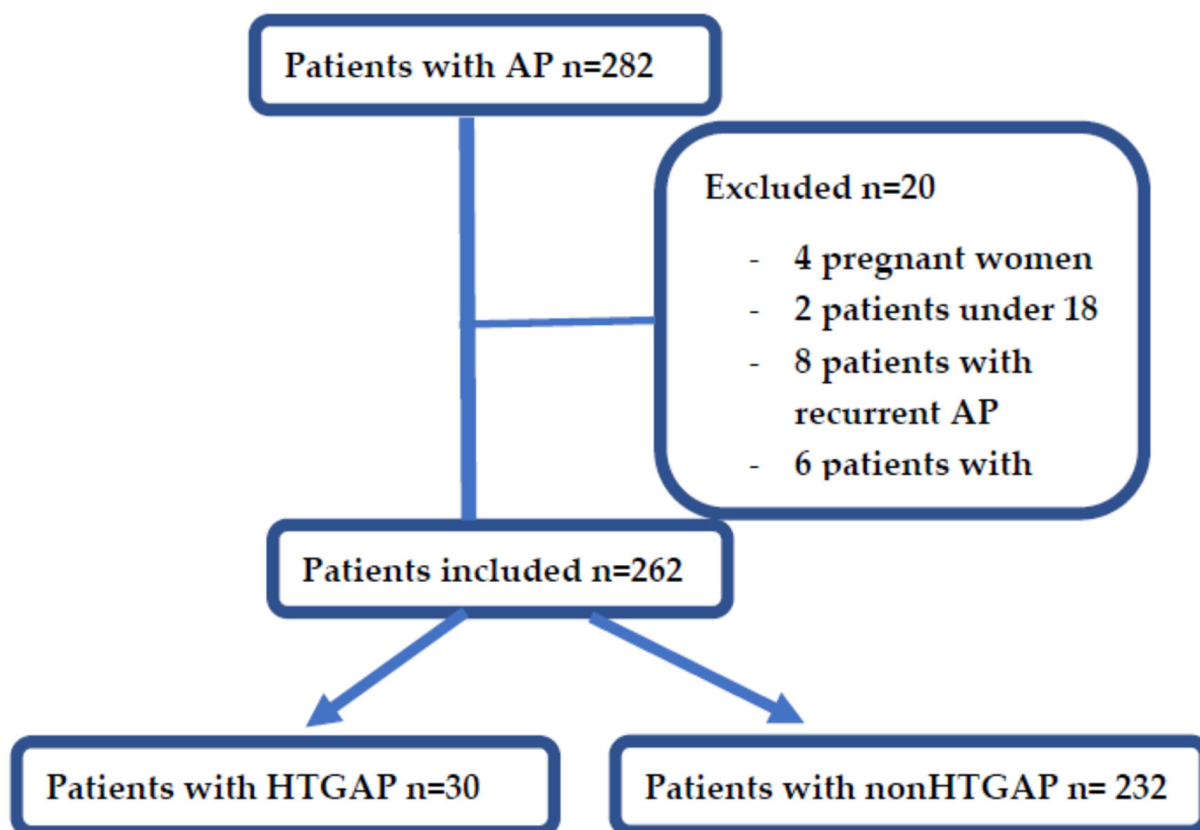 Patients with AP n=282
Excluded n=20
- 4 pregnant women
- 2 patients under 18
- 8 patients with
recurrent AP
- 6 patients with
Patients included n=262
Patients with HTGAP n=30
Patients with nonHTGAP n= 232